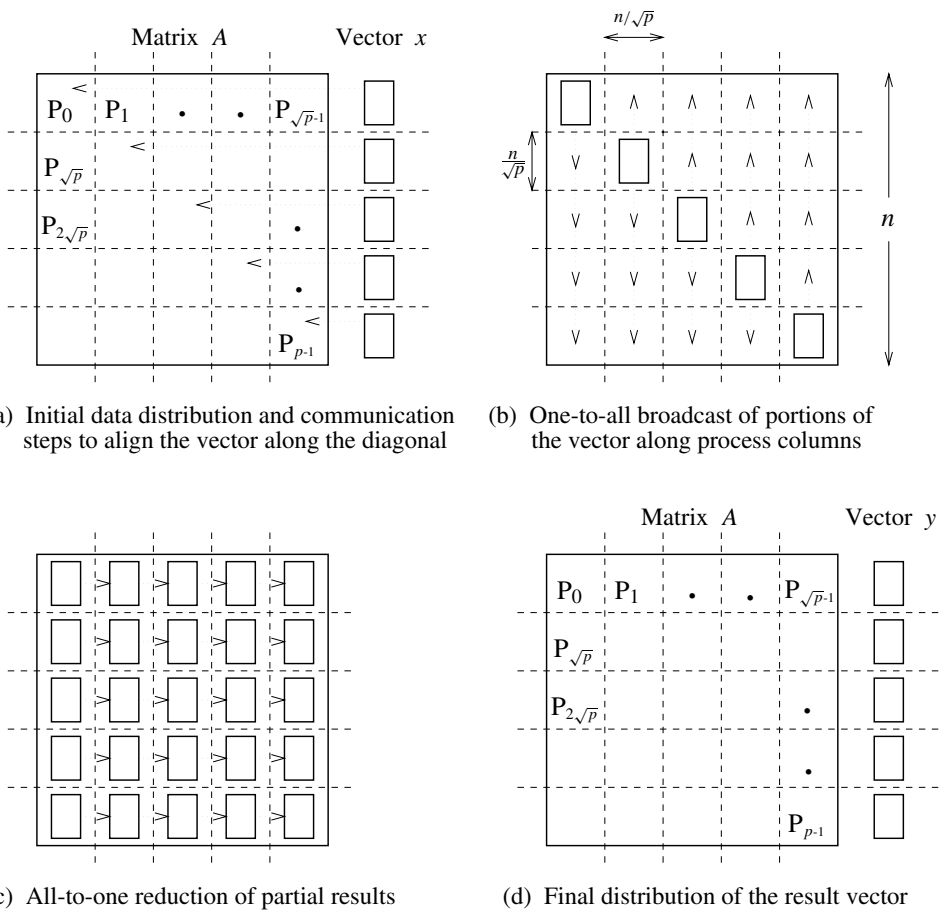 Matrix A Vector x
P0 P1 P√p-1
P√p
P2√p
Pp-1
n/√p
n/√p
n
a) Initial data distribution and communication
steps to align the vector along the diagonal
(b) One-to-all broadcast of portions of
the vector along process columns
c) All-to-one reduction of partial results
Matrix A Vector y
P0 P1 P√p-1
P√p
P2√p
Pp-1
(d) Final distribution of the result vector